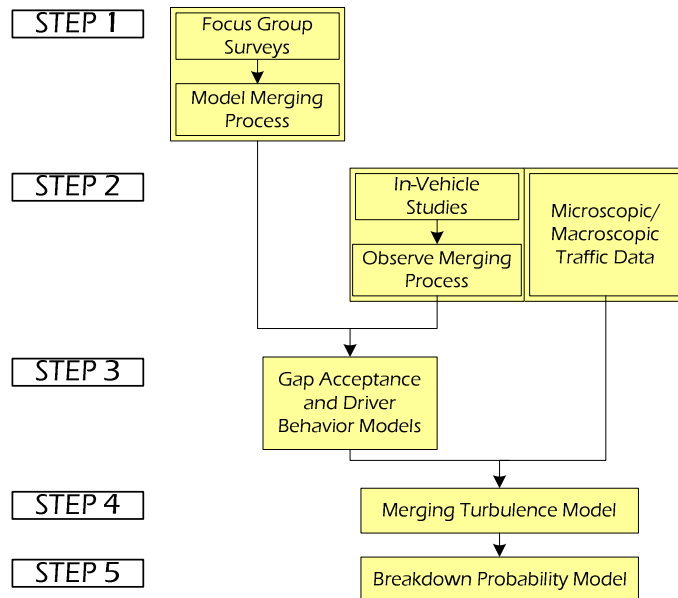 STEP 1
Focus Group
Surveys
Model Merging
Process
STEP 2
In-Vehicle
Studies
Observe Merging
Process
Microscopic/
Macroscopic
Traffic Data
STEP 3
Gap Acceptance
and Driver
Behavior Models
STEP 4
Merging Turbulence Model
STEP 5
Breakdown Probability Model